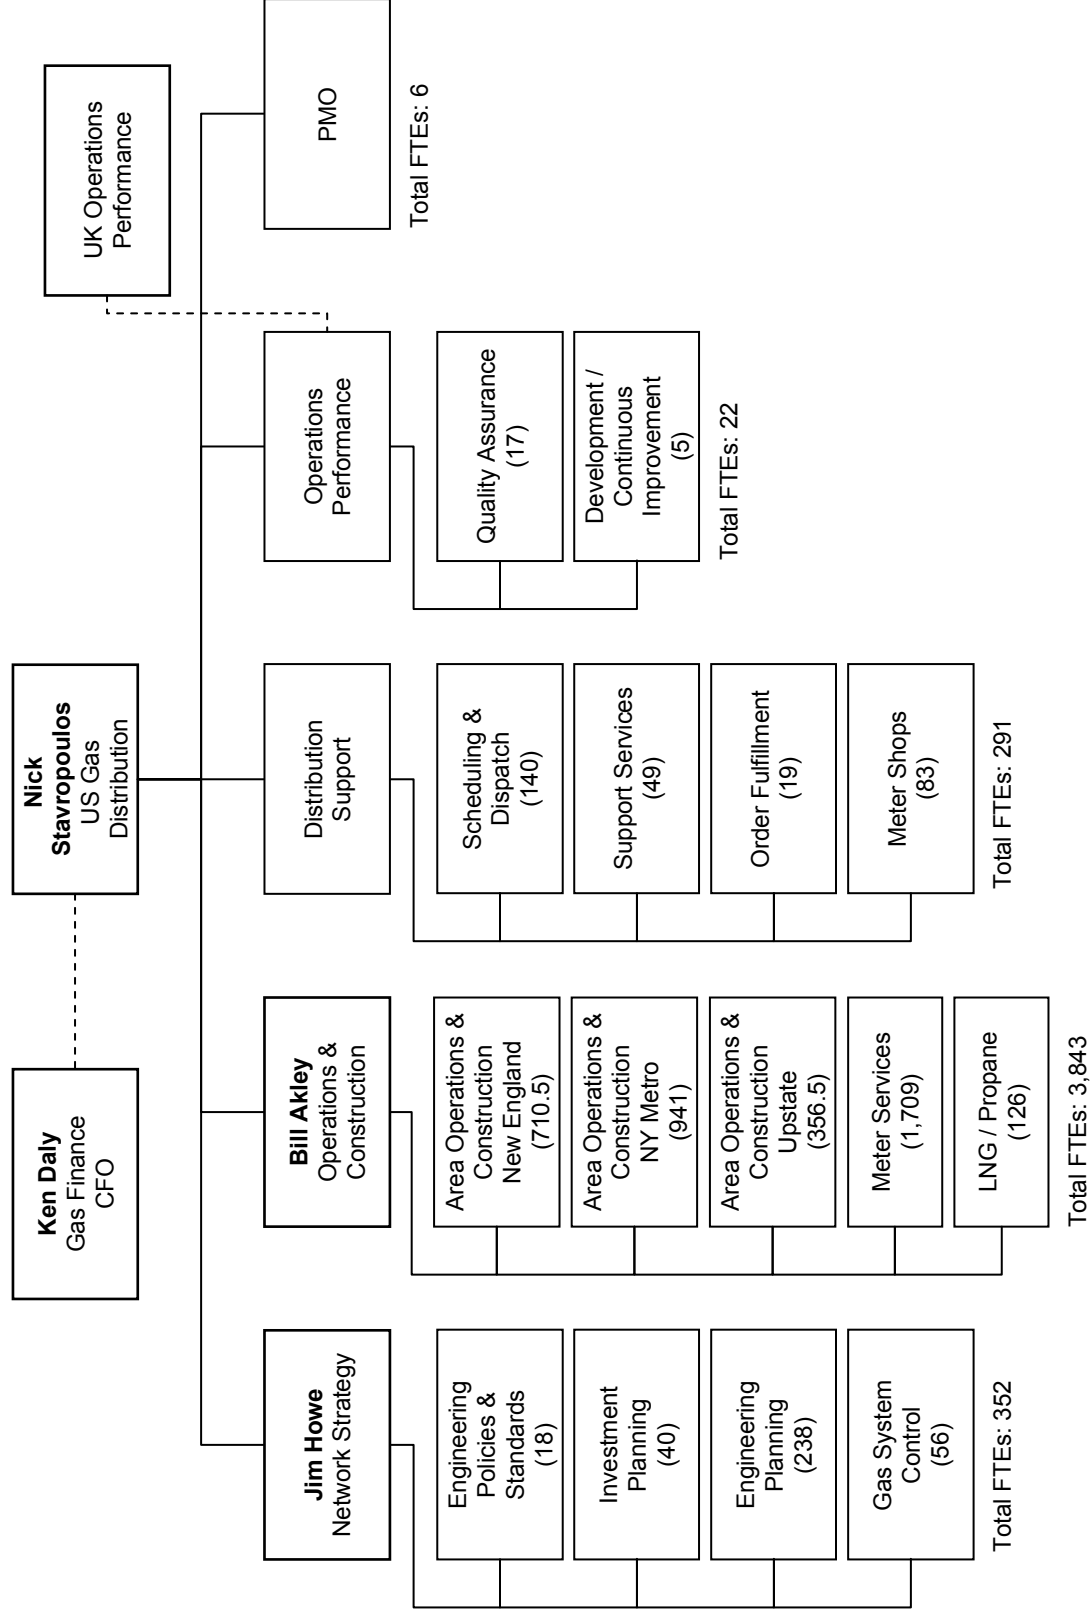 Nick
Stavropoulos
US Gas
Distribution
Ken Daly
Gas Finance
CFO
UK Operations
Performance
Jim Howe
Network Strategy
Engineering
Policies &
Standards
(18)
Investment
Planning
(40)
Engineering
Planning
(238)
Gas System
Control
(56)
Total FTEs: 352
Bill Akley
Operations &
Construction
Area Operations &
Construction
New England
(710.5)
Area Operations &
Construction
NY Metro
(941)
Area Operations &
Construction
Upstate
(356.5)
Meter Services
(1,709)
LNG / Propane
(126)
Total FTEs: 3,843
Distribution
Support
Scheduling &
Dispatch
(140)
Support Services
(49)
Order Fulfillment
(19)
Meter Shops
(83)
Total FTEs: 291
Operations
Performance
Quality Assurance
(17)
Development /
Continuous
Improvement
(5)
Total FTEs: 22
PMO
Total FTEs: 6